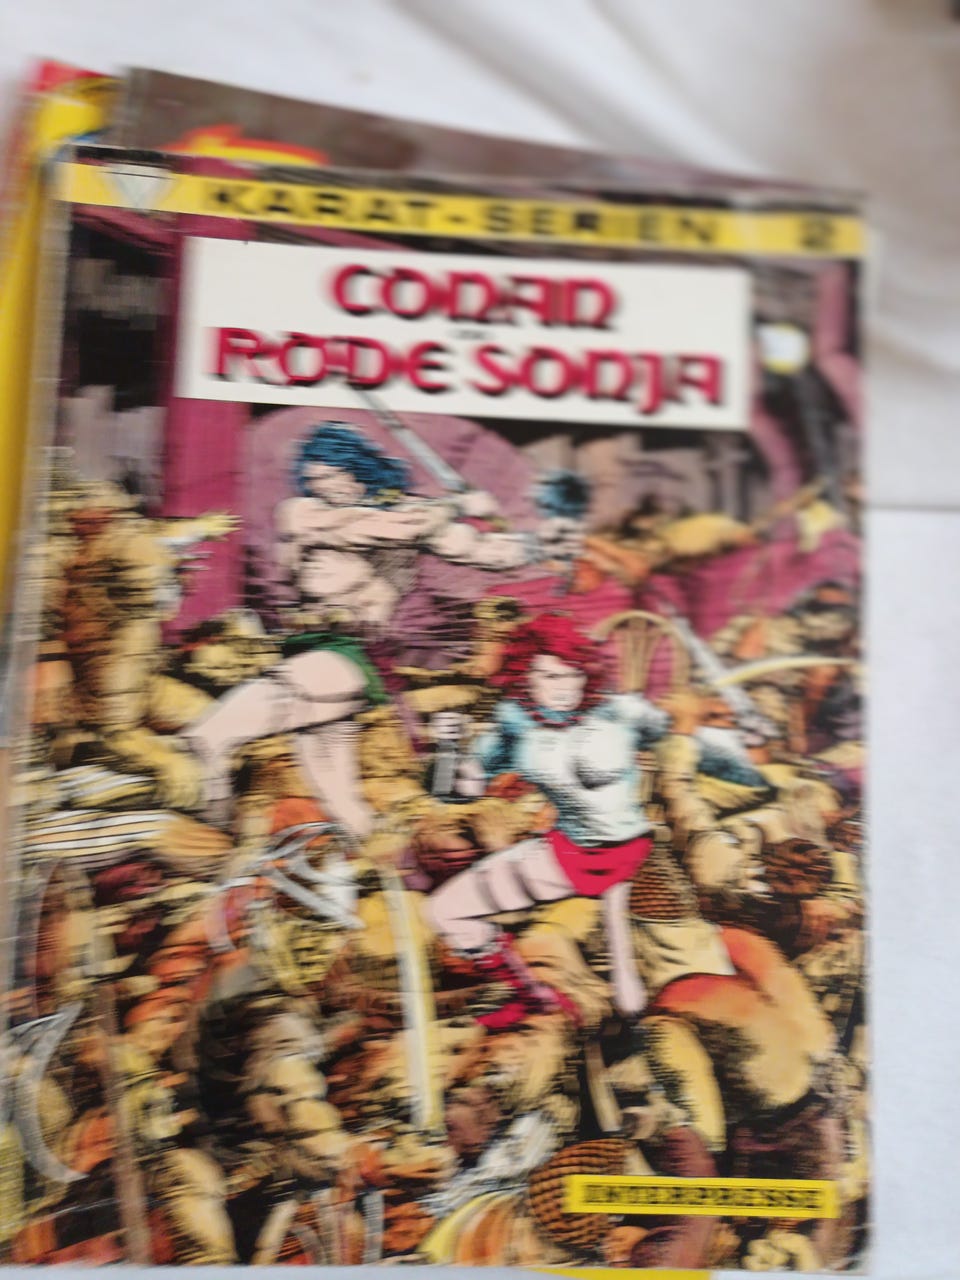 KARAT-SERIEN 2
CONAN
RØDE SONJA
INTERPRESSE